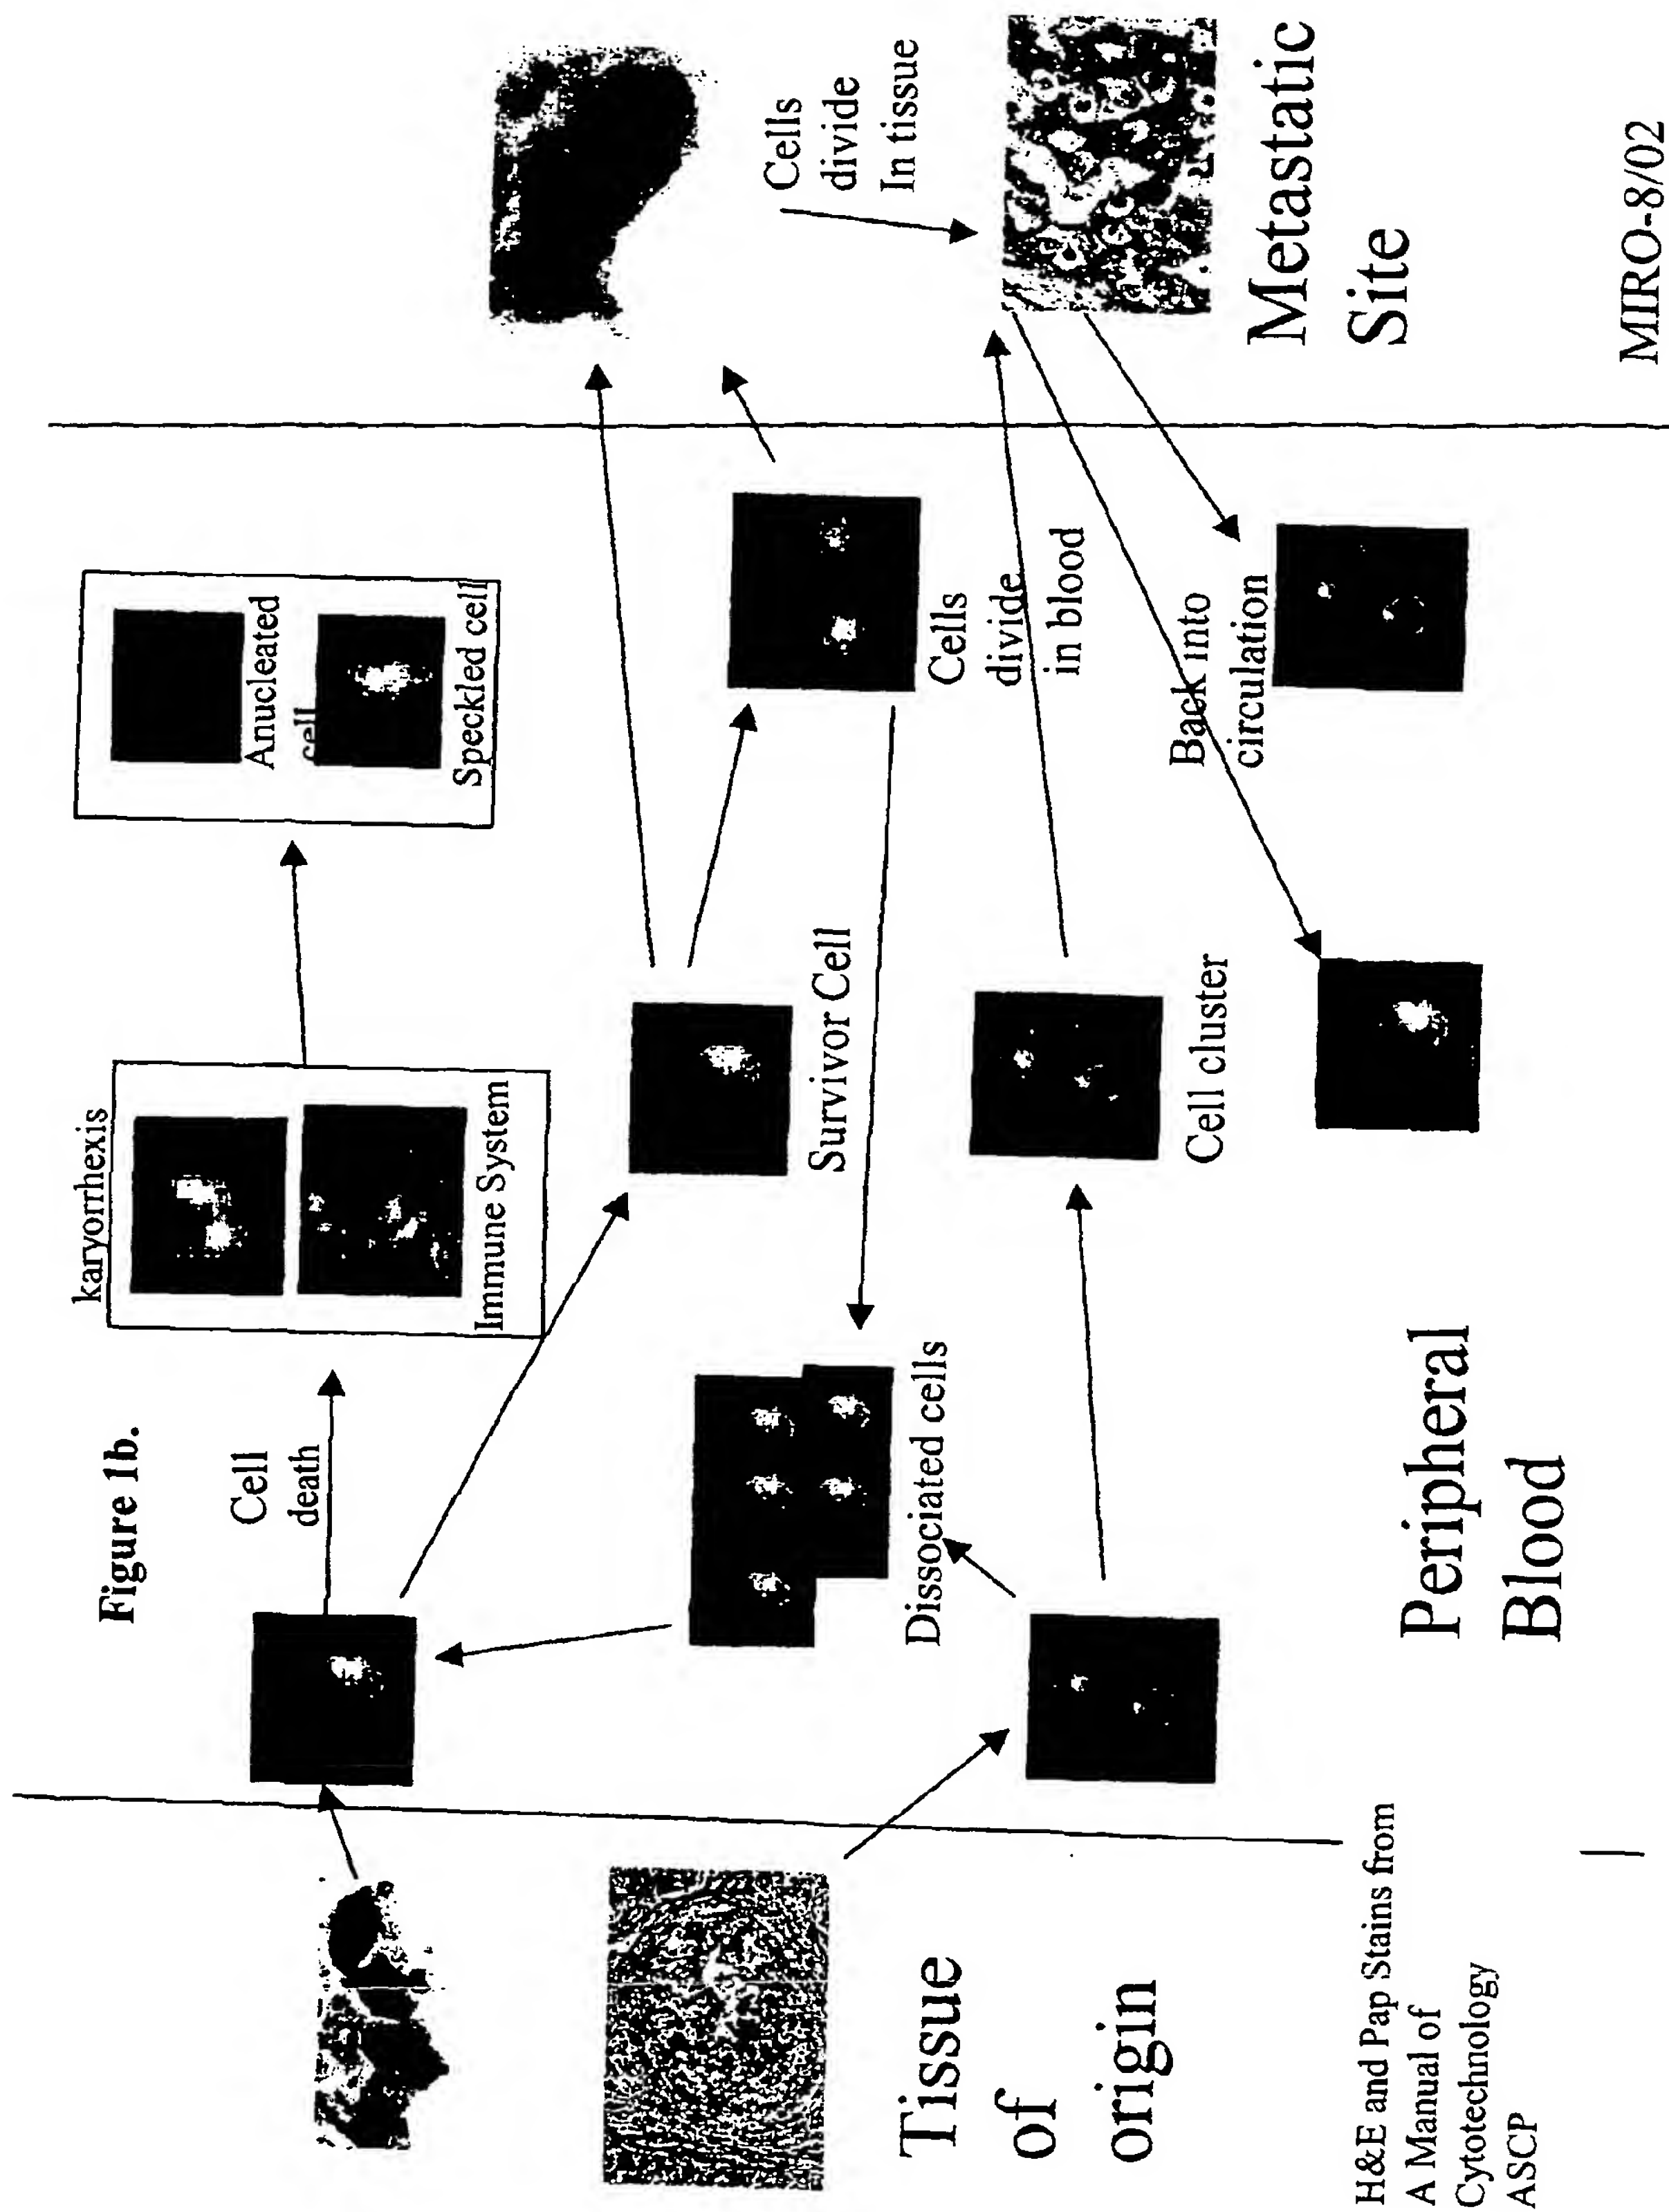 Figure 1b.
Cell
death
karyorrhexis
Immune System
Anucleated
cell
Speckled cell
Survivor Cell
Dissociated cells
Cells
divide
in blood
Cells
divide
In tissue
Cell cluster
Back into
circulation
Tissue
of
origin
Peripheral
Blood
Metastatic
Site
H&E and Pap Stains from
A Manual of
Cytotechnology
ASCP
MIRO-8/02